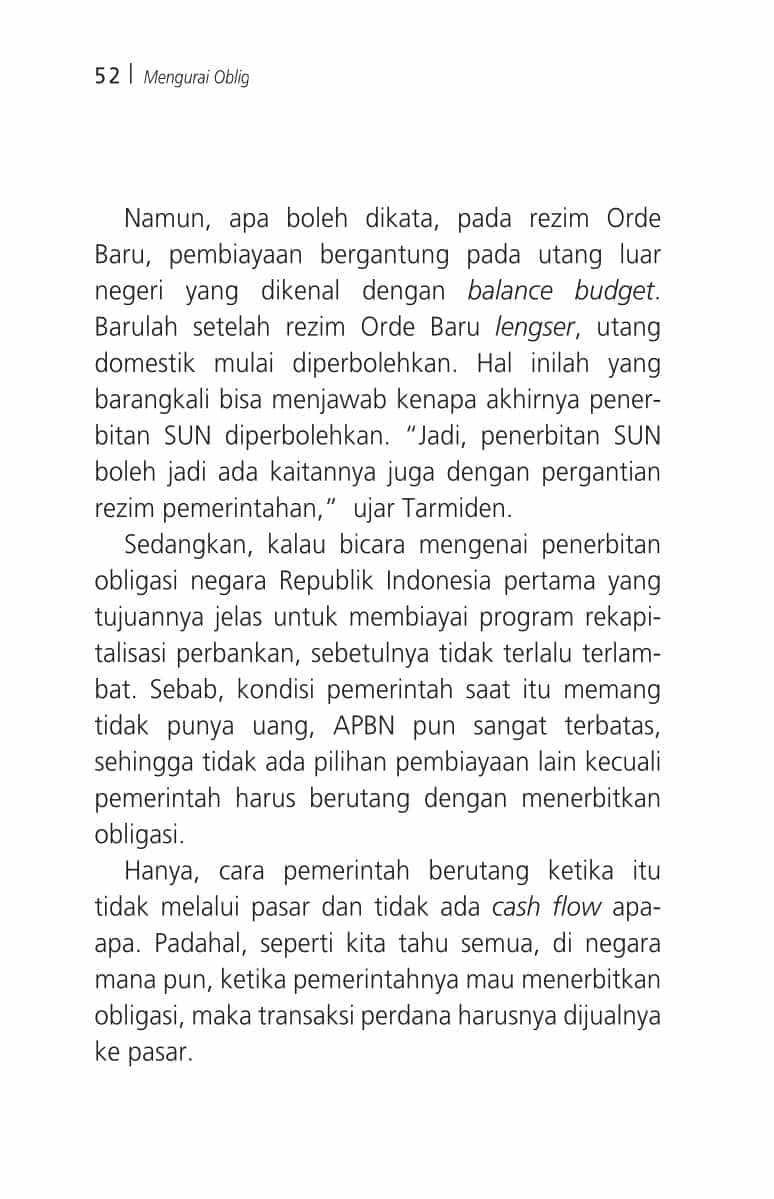 52 | Mengurai Oblig
Namun, apa boleh dikata, pada rezim Orde
Baru, pembiayaan bergantung pada utang luar
negeri yang dikenal dengan balance budget.
Barulah setelah rezim Orde Baru lengser, utang
domestik mulai diperbolehkan. Hal inilah yang
barangkali bisa menjawab kenapa akhirnya pener-
bitan SUN diperbolehkan. “Jadi, penerbitan SUN
boleh jadi ada kaitannya juga dengan pergantian
rezim pemerintahan,” ujar Tarmiden.
Sedangkan, kalau bicara mengenai penerbitan
obligasi negara Republik Indonesia pertama yang
tujuannya jelas untuk membiayai program rekapi-
talisasi perbankan, sebetulnya tidak terlalu terlam-
bat. Sebab, kondisi pemerintah saat itu memang
tidak punya uang, APBN pun sangat terbatas,
sehingga tidak ada pilihan pembiayaan lain kecuali
pemerintah harus berutang dengan menerbitkan
obligasi.
Hanya, cara pemerintah berutang ketika itu
tidak melalui pasar dan tidak ada cash flow apa-
apa. Padahal, seperti kita tahu semua, di negara
mana pun, ketika pemerintahnya mau menerbitkan
obligasi, maka transaksi perdana harusnya dijualnya
ke pasar.